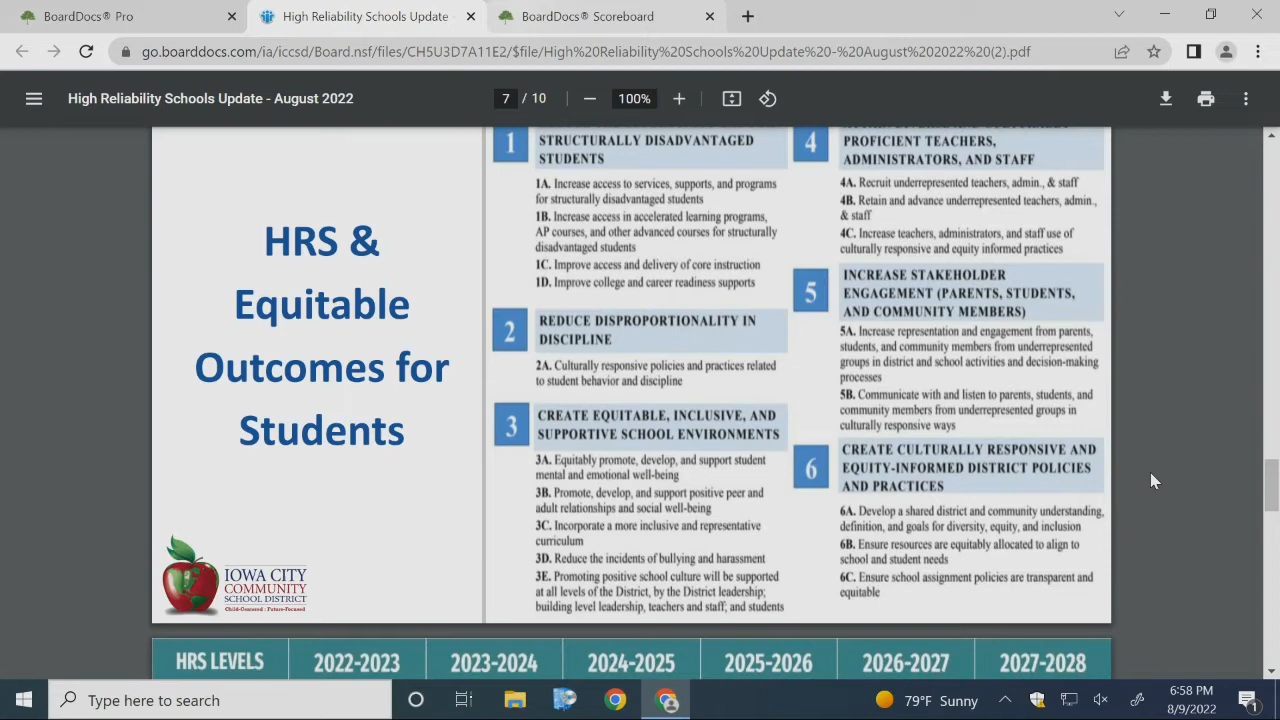 BoardDocs® Pro
High Reliability Schools Update
BoardDocs® Scoreboard
go.boarddocs.com/ia/iccsd/Board.nsf/files/CH5U3D7A11E2/$file/High%20Reliability%20Schools%20Update%20-%20August%202022%20(2).pdf
High Reliability Schools Update - August 2022
7 / 10
100%
HRS &
Equitable
Outcomes for
Students
IOWA CITY
COMMUNITY
SCHOOL DISTRICT
Child-Centered : Future-Focused
1
STRUCTURALLY DISADVANTAGED
STUDENTS
1A. Increase access to services, supports, and programs
for structurally disadvantaged students
1B. Increase access in accelerated learning programs,
AP courses, and other advanced courses for structurally
disadvantaged students
1C. Improve access and delivery of core instruction
1D. Improve college and career readiness supports
2
REDUCE DISPROPORTIONALITY IN
DISCIPLINE
2A. Culturally responsive policies and practices related
to student behavior and discipline
3
CREATE EQUITABLE, INCLUSIVE, AND
SUPPORTIVE SCHOOL ENVIRONMENTS
3A. Equitably promote, develop, and support student
mental and emotional well-being
3B. Promote, develop, and support positive peer and
adult relationships and social well-being
3C. Incorporate a more inclusive and representative
curriculum
3D. Reduce the incidents of bullying and harassment
3E. Promoting positive school culture will be supported
at all levels of the District, by the District leadership;
building level leadership, teachers and staff, and students
4
PROFICIENT TEACHERS,
ADMINISTRATORS, AND STAFF
4A. Recruit underrepresented teachers, admin., & staff
4B. Retain and advance underrepresented teachers, admin.,
& staff
4C. Increase teachers, administrators, and staff use of
culturally responsive and equity informed practices
5
INCREASE STAKEHOLDER
ENGAGEMENT (PARENTS, STUDENTS,
AND COMMUNITY MEMBERS)
5A. Increase representation and engagement from parents,
students, and community members from underrepresented
groups in district and school activities and decision-making
processes
5B. Communicate with and listen to parents, students, and
community members from underrepresented groups in
culturally responsive ways
6
CREATE CULTURALLY RESPONSIVE AND
EQUITY-INFORMED DISTRICT POLICIES
AND PRACTICES
6A. Develop a shared district and community understanding,
definition, and goals for diversity, equity, and inclusion
6B. Ensure resources are equitably allocated to align to
school and student needs
6C. Ensure school assignment policies are transparent and
equitable
HRS LEVELS 2022-2023 2023-2024 2024-2025 2025-2026 2026-2027 2027-2028
Type here to search
79°F Sunny
6:58 PM
8/9/2022
1